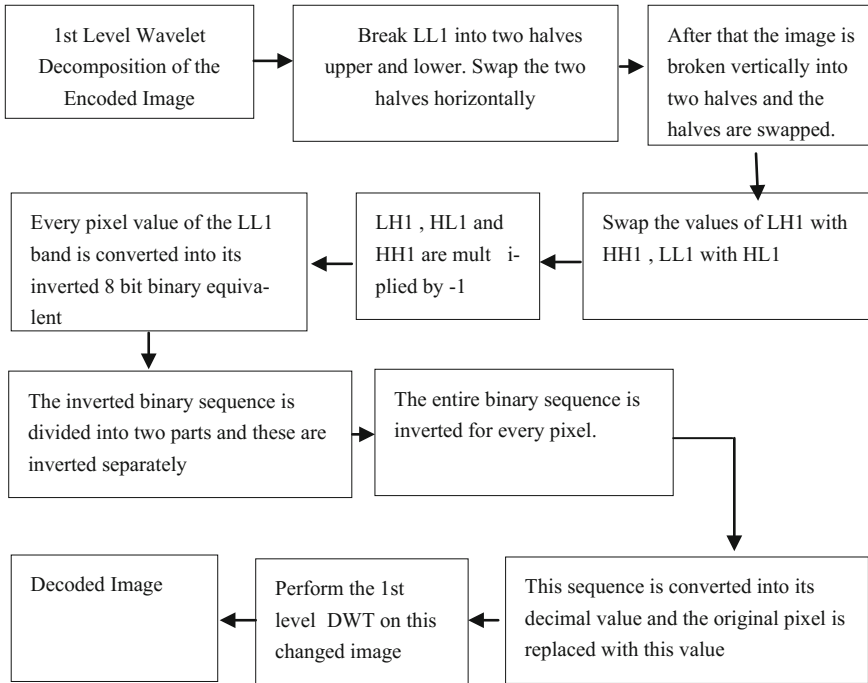 1st Level Wavelet
Decomposition of the
Encoded Image
Break LL1 into two halves
upper and lower. Swap the two
halves horizontally
After that the image is
broken vertically into
two halves and the
halves are swapped.
Swap the values of LH1 with
HH1 , LL1 with HL1
LH1 , HL1 and
HH1 are mult i-
plied by -1
Every pixel value of the LL1
band is converted into its
inverted 8 bit binary equiva-
lent
The inverted binary sequence is
divided into two parts and these are
inverted separately
The entire binary sequence is
inverted for every pixel.
This sequence is converted into its
decimal value and the original pixel is
replaced with this value
Perform the 1st
level DWT on this
changed image
Decoded Image